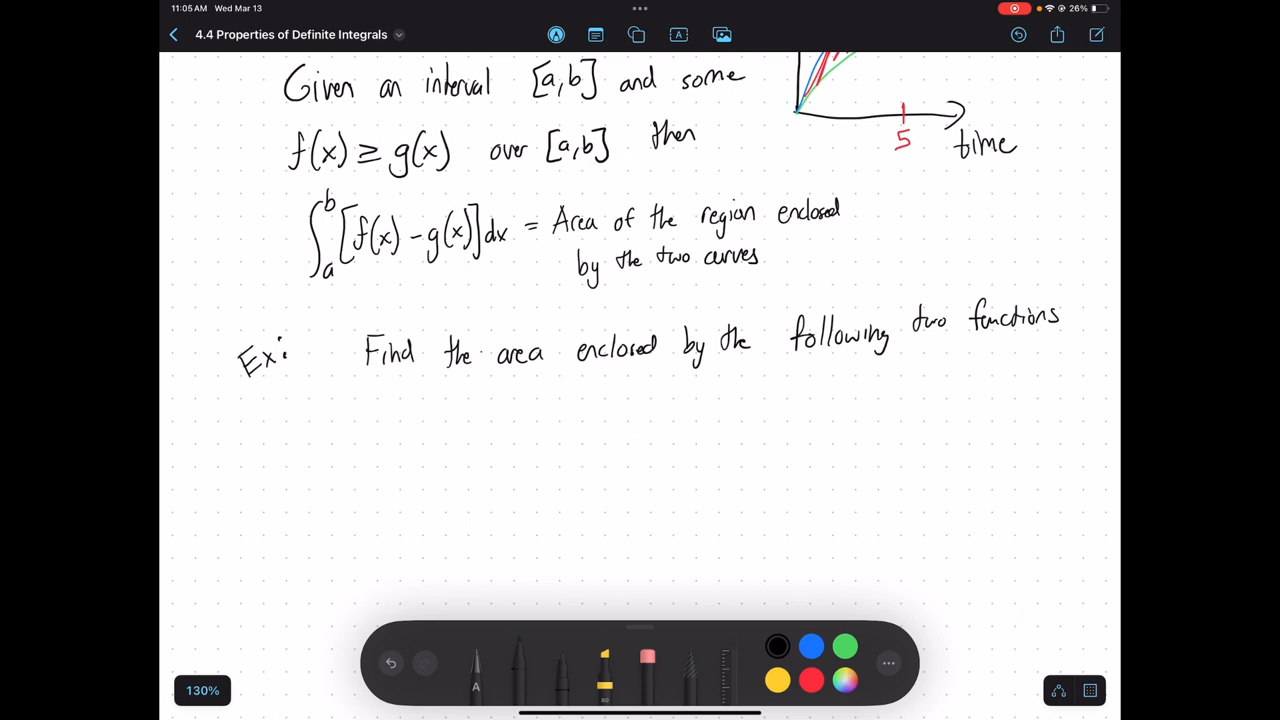 11:05 AM Wed Mar 13
26%
4.4 Properties of Definite Integrals
Given an interval [a,b] and some
f(x) ≥ g(x) over [a,b] then
∫_a^b [f(x) - g(x)]dx = Area of the region enclosed
by the two curves
5
time
Ex: Find the area enclosed by the following two functions
A
80
130%